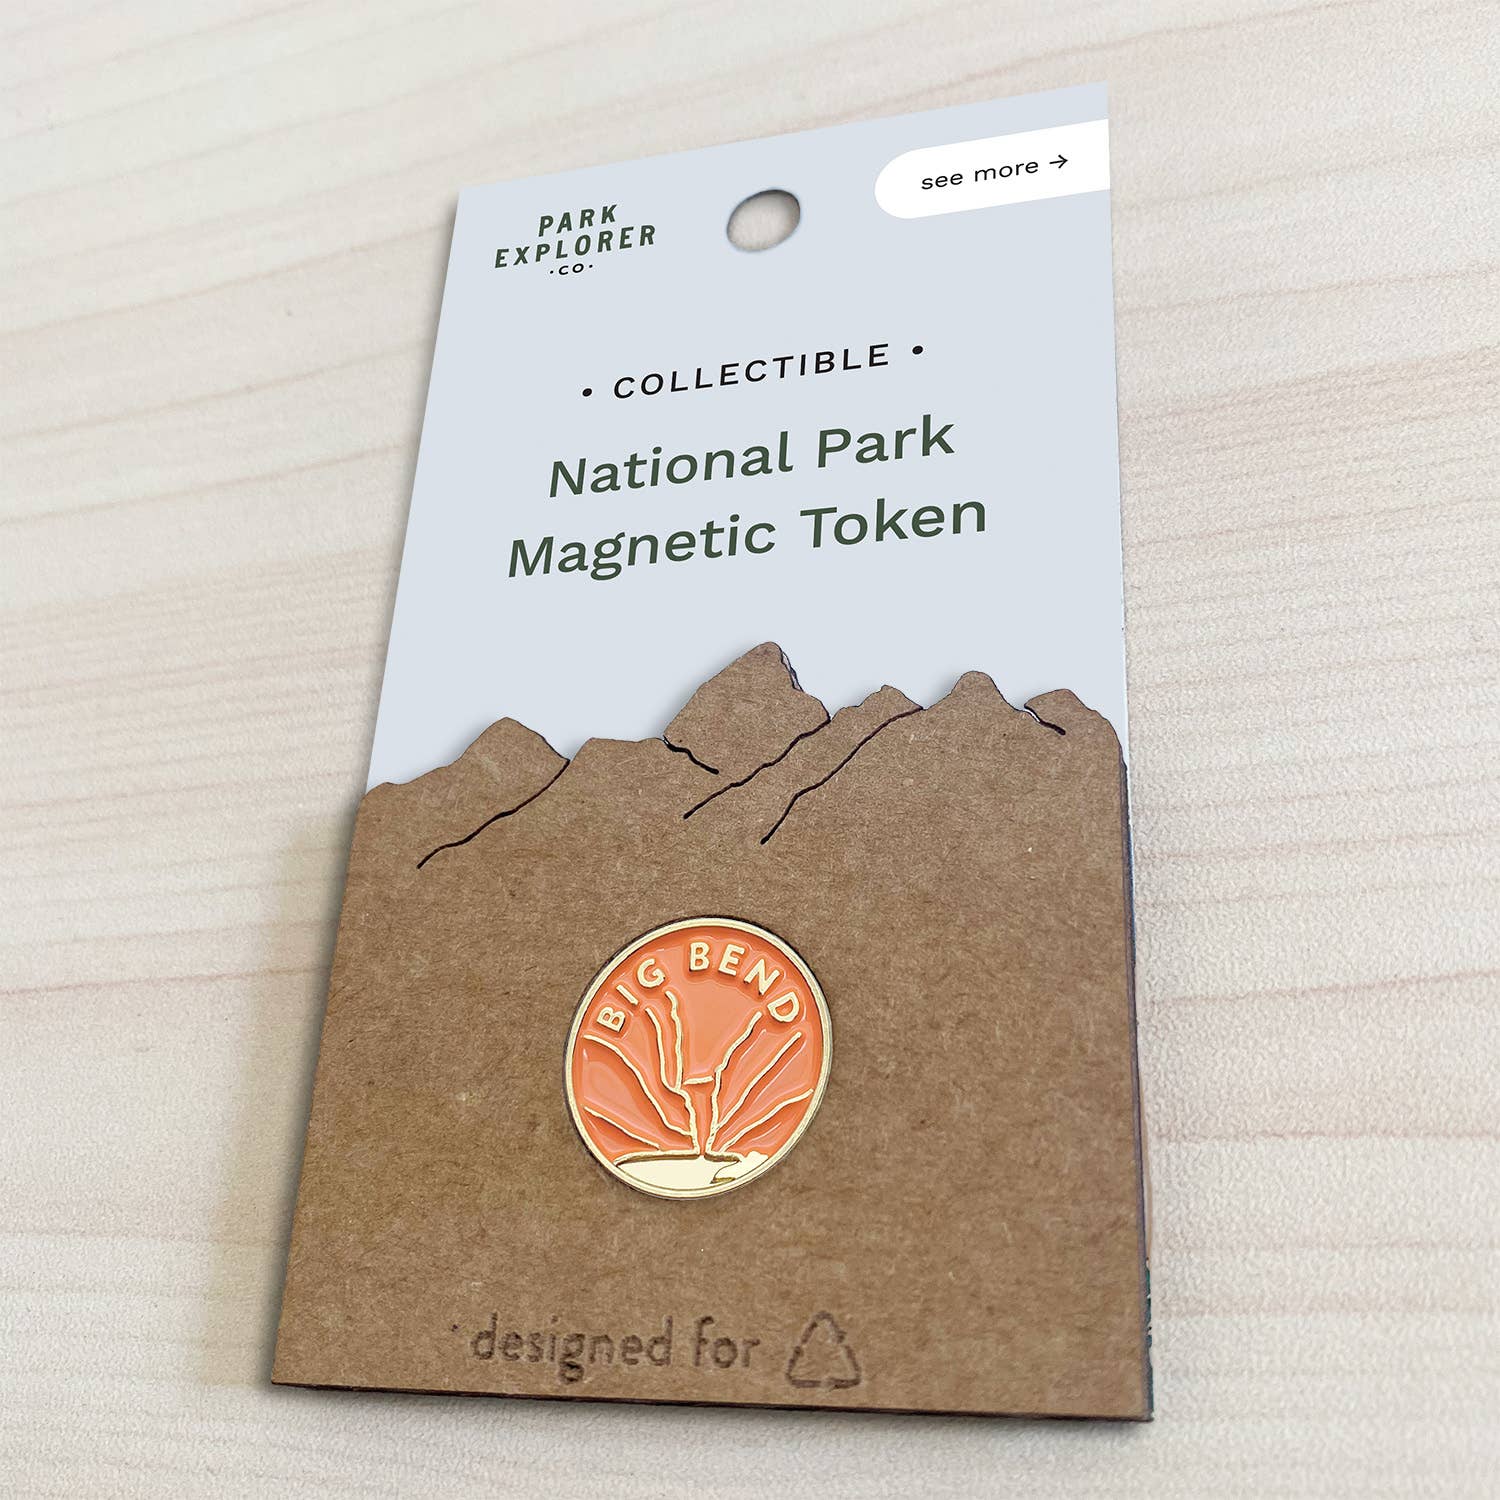 PARK
EXPLORER
·CO·
see more →
• COLLECTIBLE •
National Park
Magnetic Token
BIG BEND
designed for